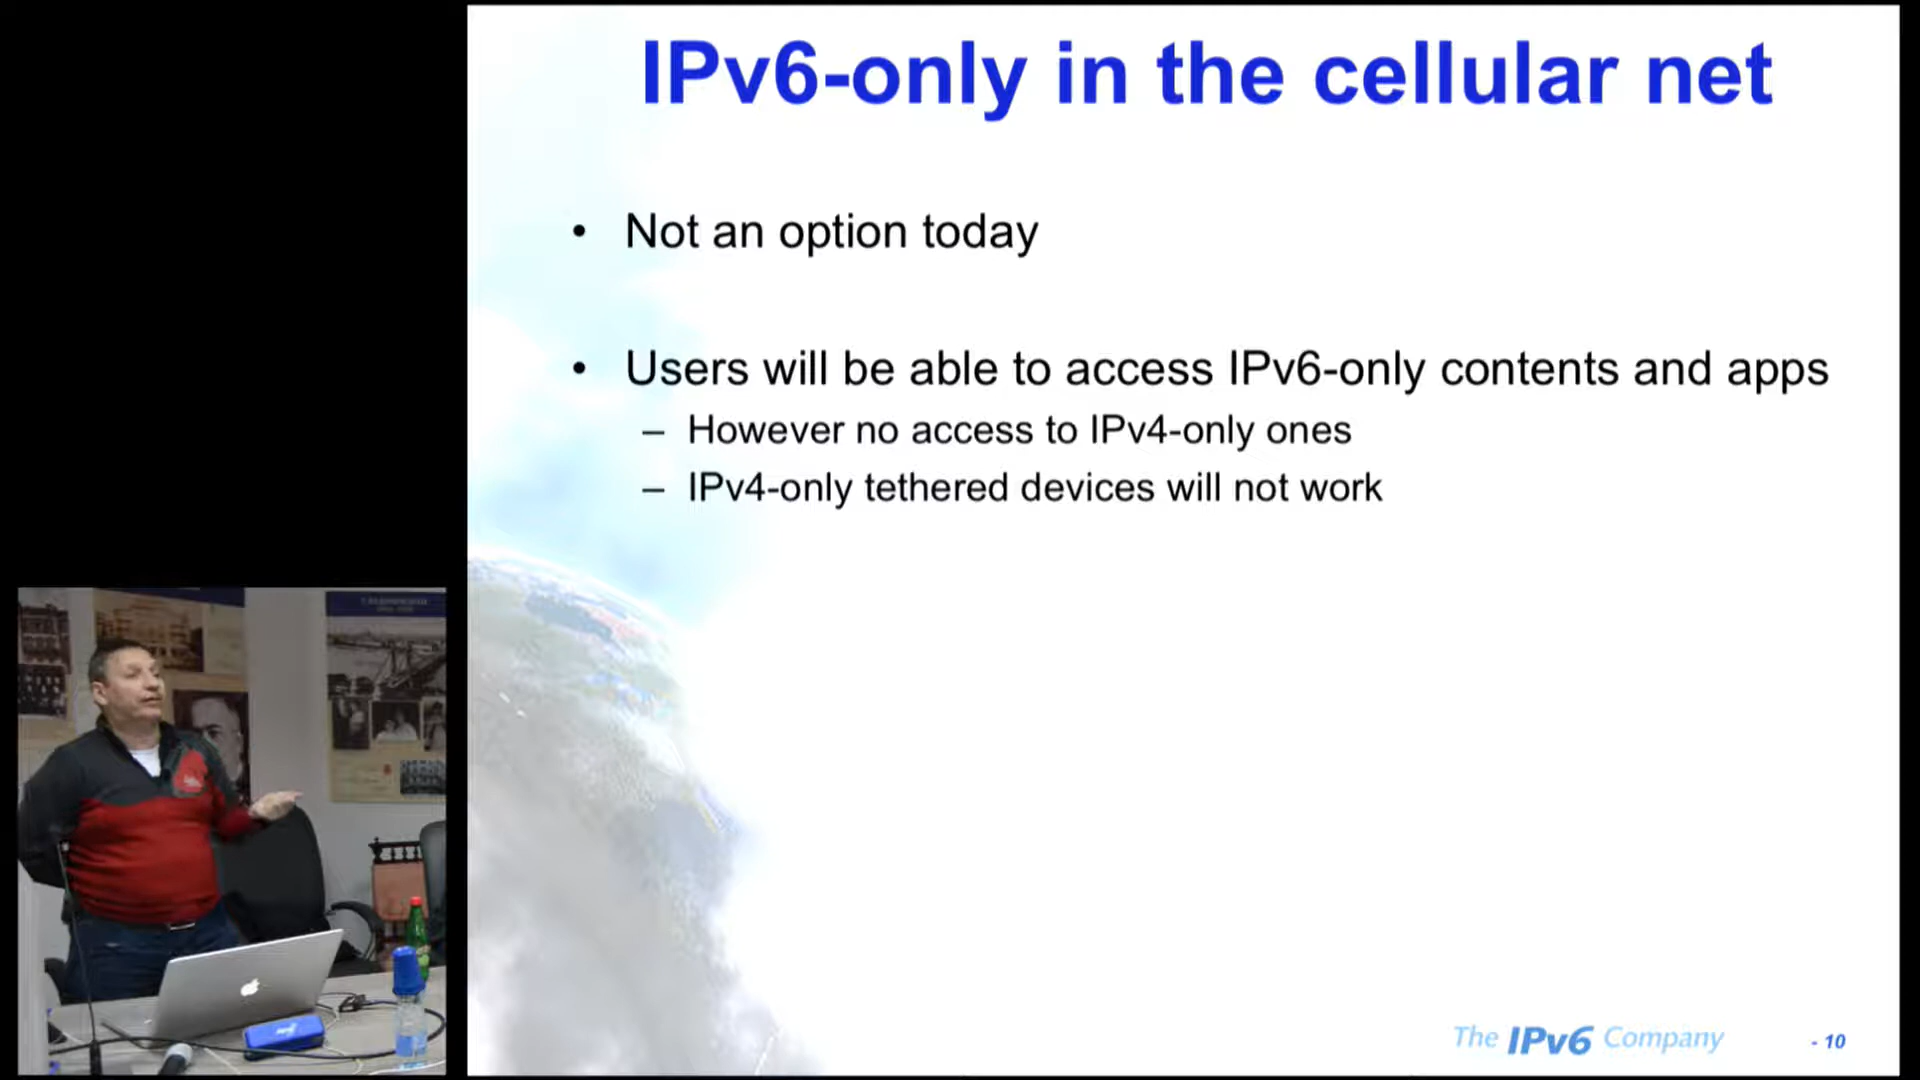 IPv6-only in the cellular net
• Not an option today
• Users will be able to access IPv6-only contents and apps
– However no access to IPv4-only ones
– IPv4-only tethered devices will not work
The IPv6 Company
- 10